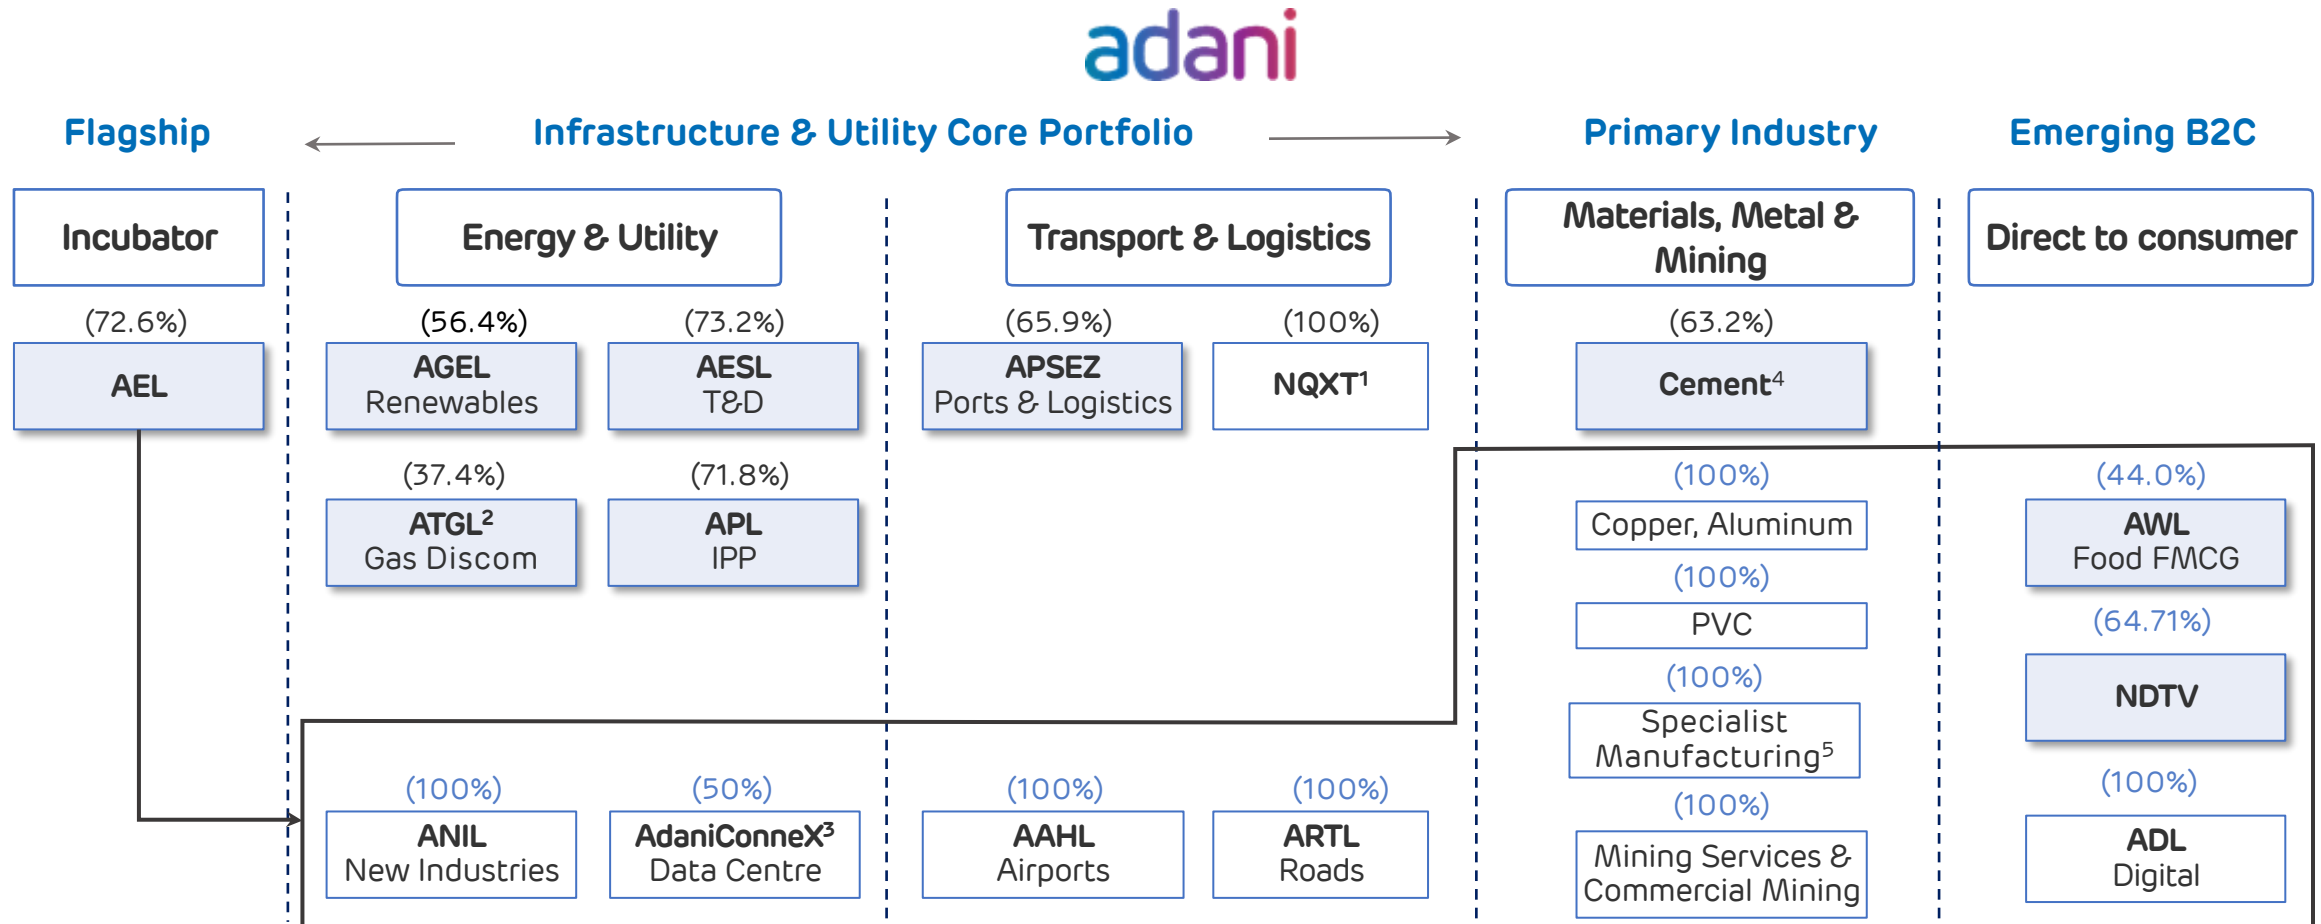 adani
Flagship
Infrastructure & Utility Core Portfolio
Primary Industry
Emerging B2C
Incubator
Energy & Utility
Transport & Logistics
Materials, Metal &
Mining
Direct to consumer
(72.6%)
AEL
(56.4%)
AGEL
Renewables
(73.2%)
AESL
T&D
(65.9%)
APSEZ
Ports & Logistics
(100%)
NQXT¹
(63.2%)
Cement⁴
(37.4%)
ATGL²
Gas Discom
(71.8%)
APL
IPP
(100%)
Copper, Aluminum
(100%)
PVC
(100%)
Specialist
Manufacturing⁵
(100%)
Mining Services &
Commercial Mining
(44.0%)
AWL
Food FMCG
(64.71%)
NDTV
(100%)
ADL
Digital
(100%)
ANIL
New Industries
(50%)
AdaniConneX³
Data Centre
(100%)
AAHL
Airports
(100%)
ARTL
Roads